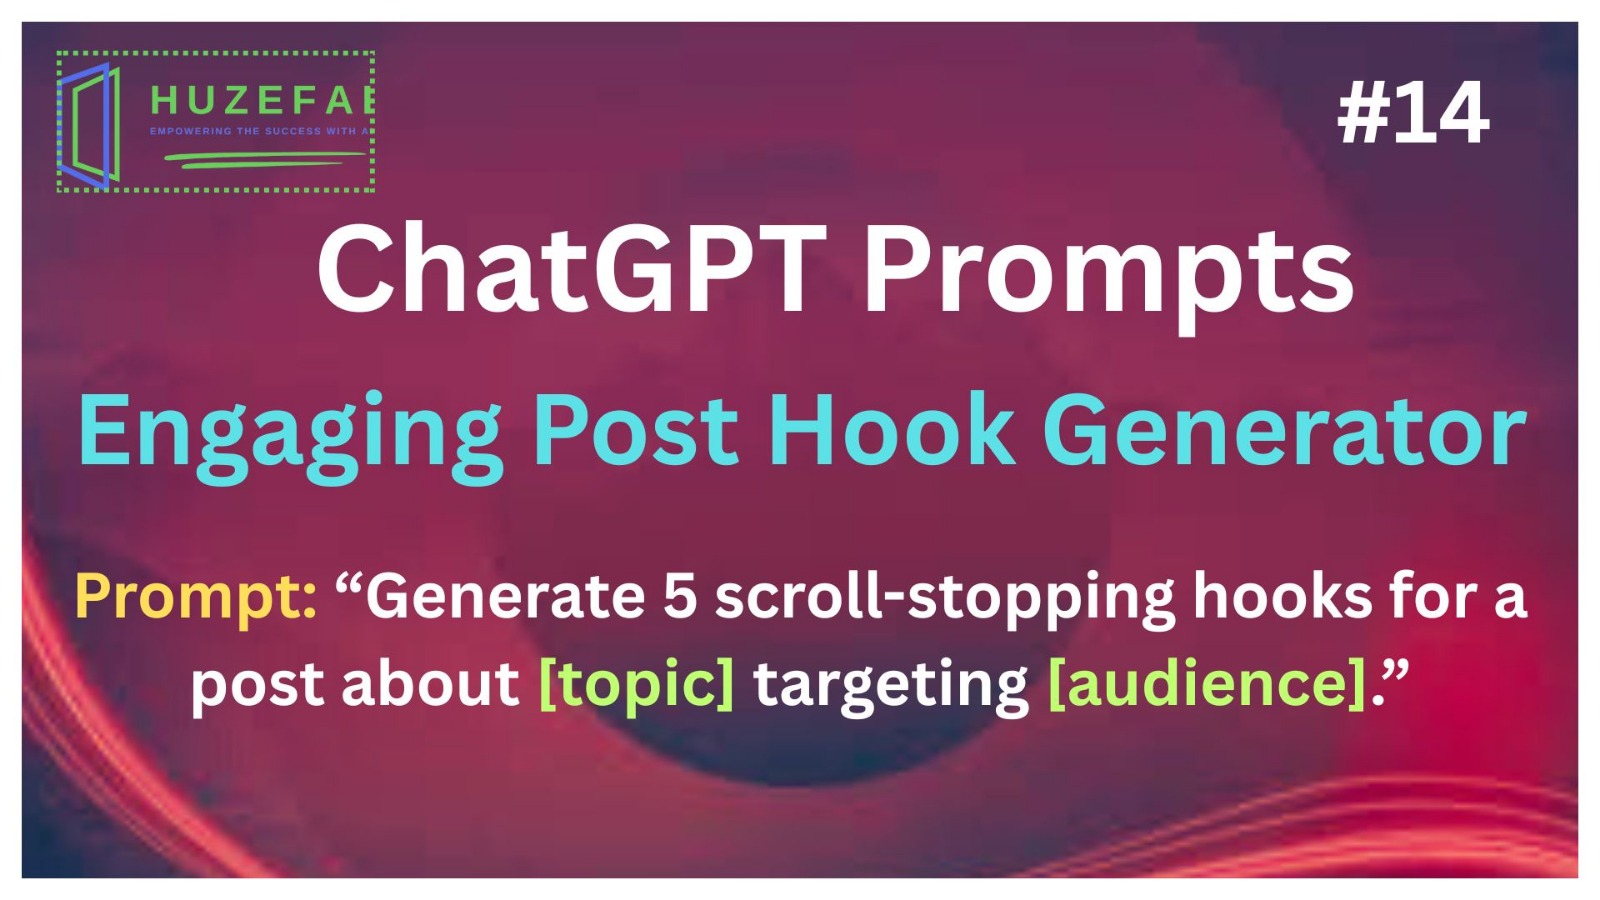 HUZEFA
EMPOWERING THE SUCCESS WITH
#14
ChatGPT Prompts
Engaging Post Hook Generator
Prompt: “Generate 5 scroll-stopping hooks for a
post about [topic] targeting [audience].”